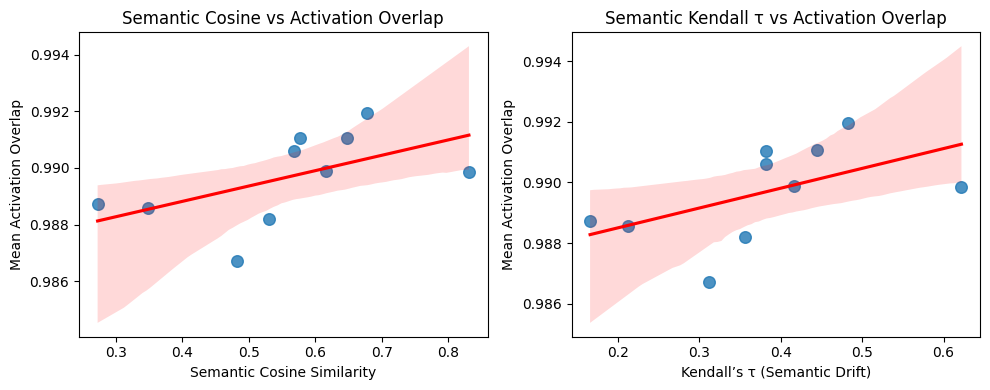 Semantic Cosine vs Activation Overlap
Mean Activation Overlap
0.994
0.992
0.990
0.988
0.986
0.3 0.4 0.5 0.6 0.7 0.8
Semantic Cosine Similarity
Semantic Kendall τ vs Activation Overlap
Mean Activation Overlap
0.994
0.992
0.990
0.988
0.986
0.2 0.3 0.4 0.5 0.6
Kendall’s τ (Semantic Drift)